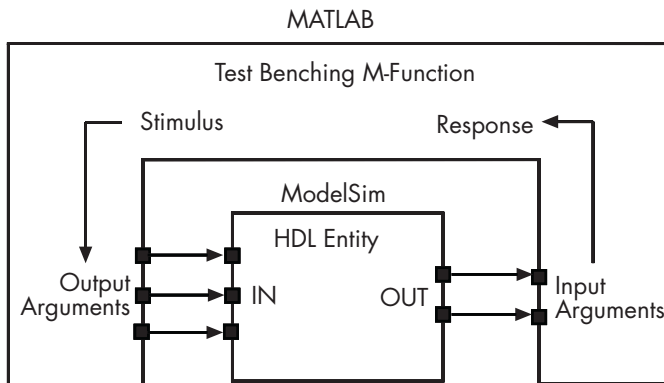 MATLAB
Test Benching M-Function
Stimulus
Response
ModelSim
HDL Entity
Output
Arguments
IN
OUT
Input
Arguments